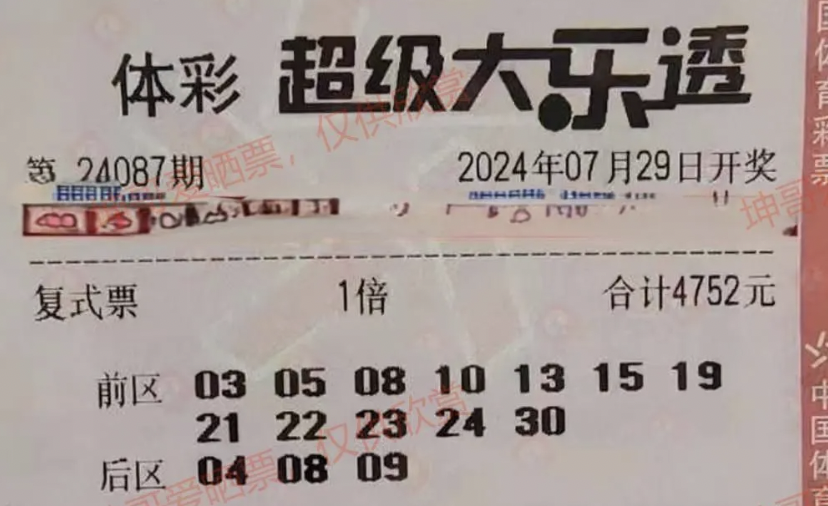 体彩 超级大乐透
第 24087期 2024年07月29日开奖
复式票 1倍 合计4752元
前区 03 05 08 10 13 15 19
21 22 23 24 30
后区 04 08 09
国体育彩票
中国体育
坤哥爱晒票，仅供欣赏
坤哥
哥爱晒票，仅供欣赏